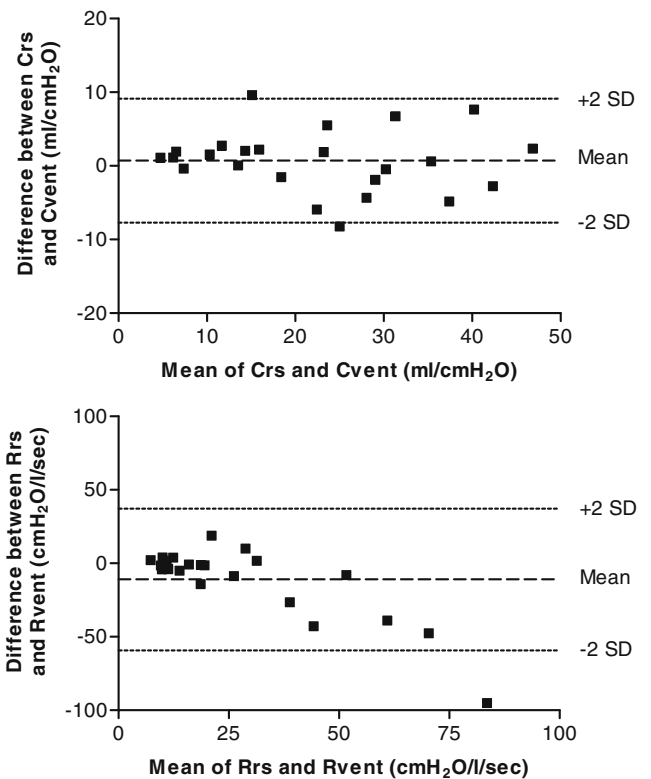 Difference between Crs
and Cvent (ml/cmH₂O)
20
10
0
-10
-20
+2 SD
Mean
-2 SD
0 10 20 30 40 50
Mean of Crs and Cvent (ml/cmH₂O)
Difference between Rrs
and Rvent (cmH₂O/l/sec)
100
50
0
-50
-100
+2 SD
Mean
-2 SD
0 25 50 75 100
Mean of Rrs and Rvent (cmH₂O/l/sec)